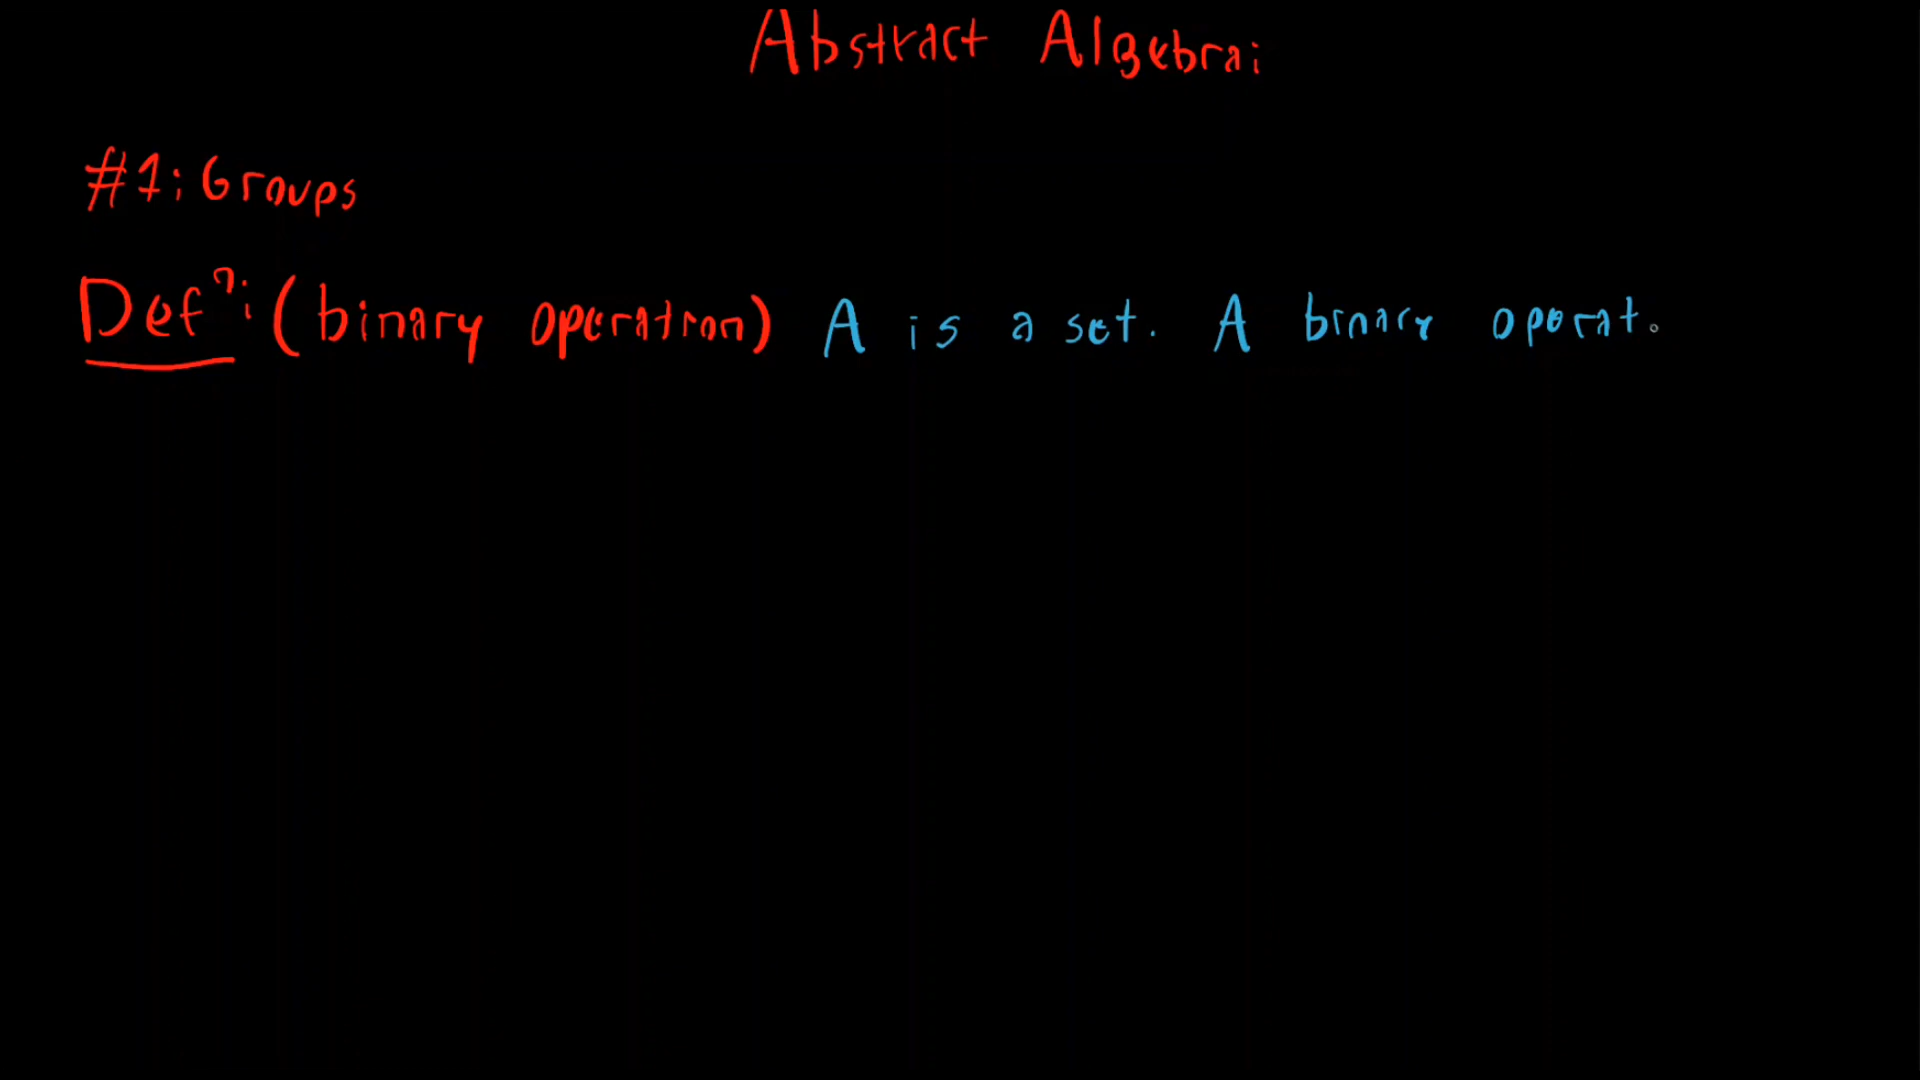 Abstract Algebra:
#1: Groups
Defⁿ: (binary operation) A is a set. A binary operat.